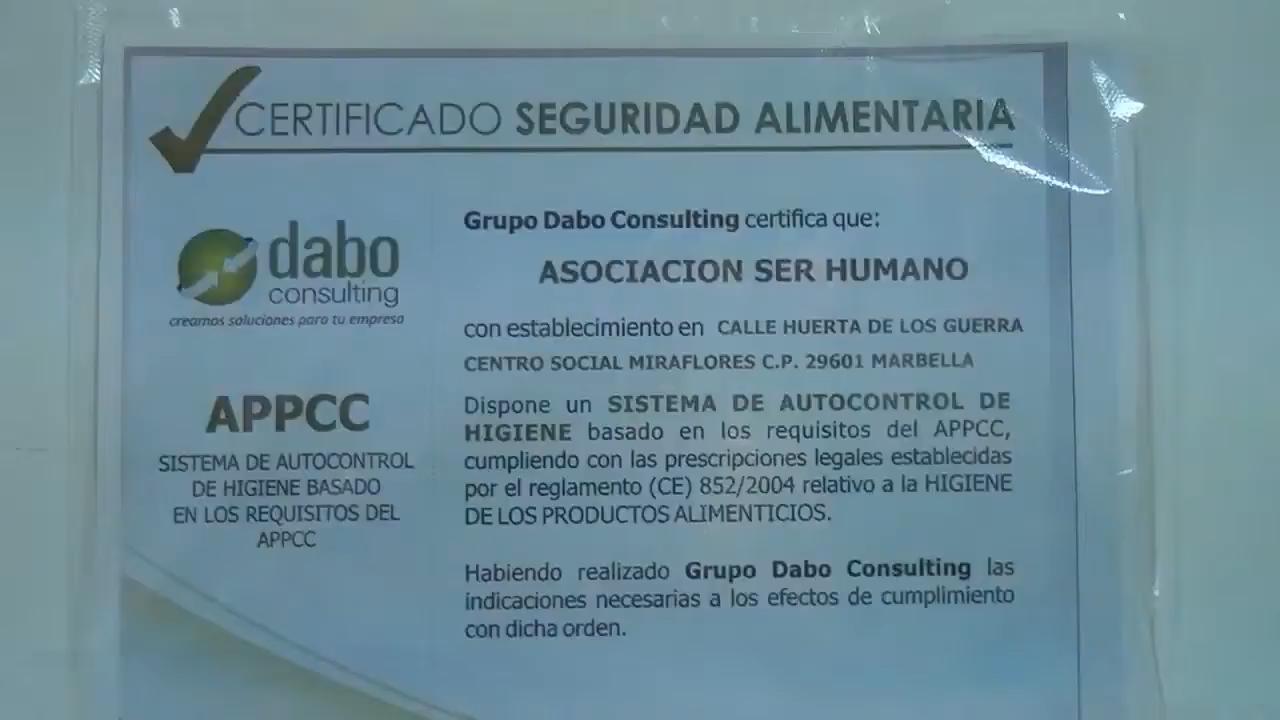 CERTIFICADO SEGURIDAD ALIMENTARIA
dabo
consulting
creamos soluciones para tu empresa
APPCC
SISTEMA DE AUTOCONTROL
DE HIGIENE BASADO
EN LOS REQUISITOS DEL
APPCC
Grupo Dabo Consulting certifica que:
ASOCIACION SER HUMANO
con establecimiento en CALLE HUERTA DE LOS GUERRA
CENTRO SOCIAL MIRAFLORES C.P. 29601 MARBELLA
Dispone un SISTEMA DE AUTOCONTROL DE
HIGIENE basado en los requisitos del APPCC,
cumpliendo con las prescripciones legales establecidas
por el reglamento (CE) 852/2004 relativo a la HIGIENE
DE LOS PRODUCTOS ALIMENTICIOS.
Habiendo realizado Grupo Dabo Consulting las
indicaciones necesarias a los efectos de cumplimiento
con dicha orden.